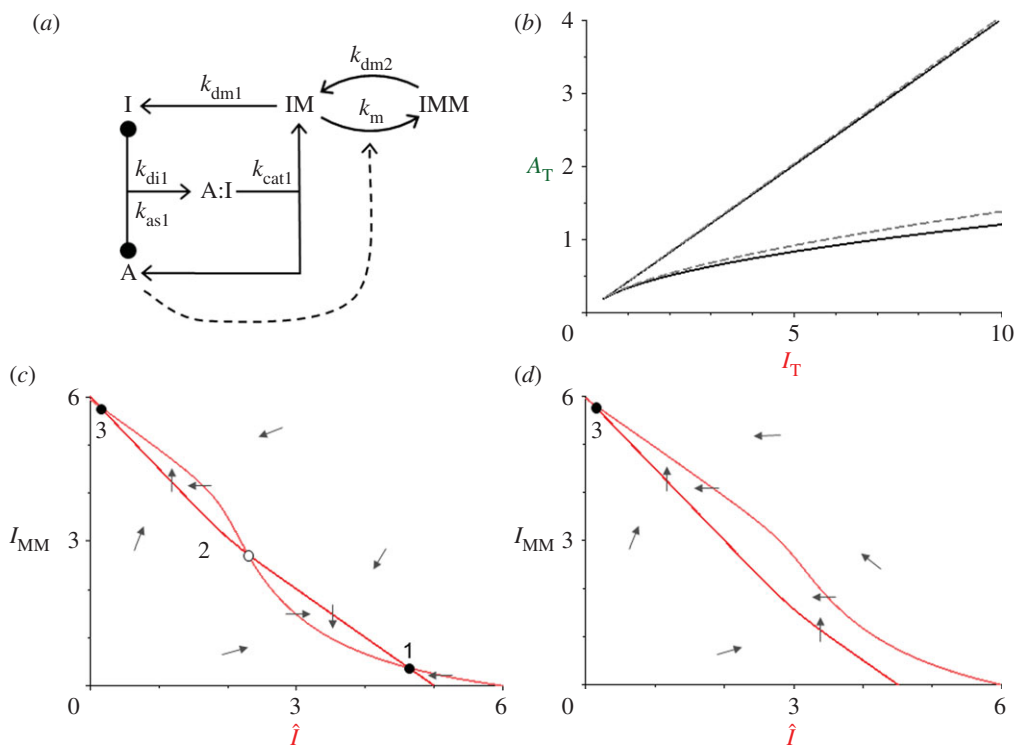 (a)
k_dm2
k_dm1
I
IM
IMM
k_m
k_di1
k_cat1
A:I
k_as1
A
(b)
4
3
A_T
2
1
0
5
10
I_T
(c)
6
3
2
I_MM
3
1
0
3
6
Î
(d)
6
3
I_MM
3
0
3
6
Î